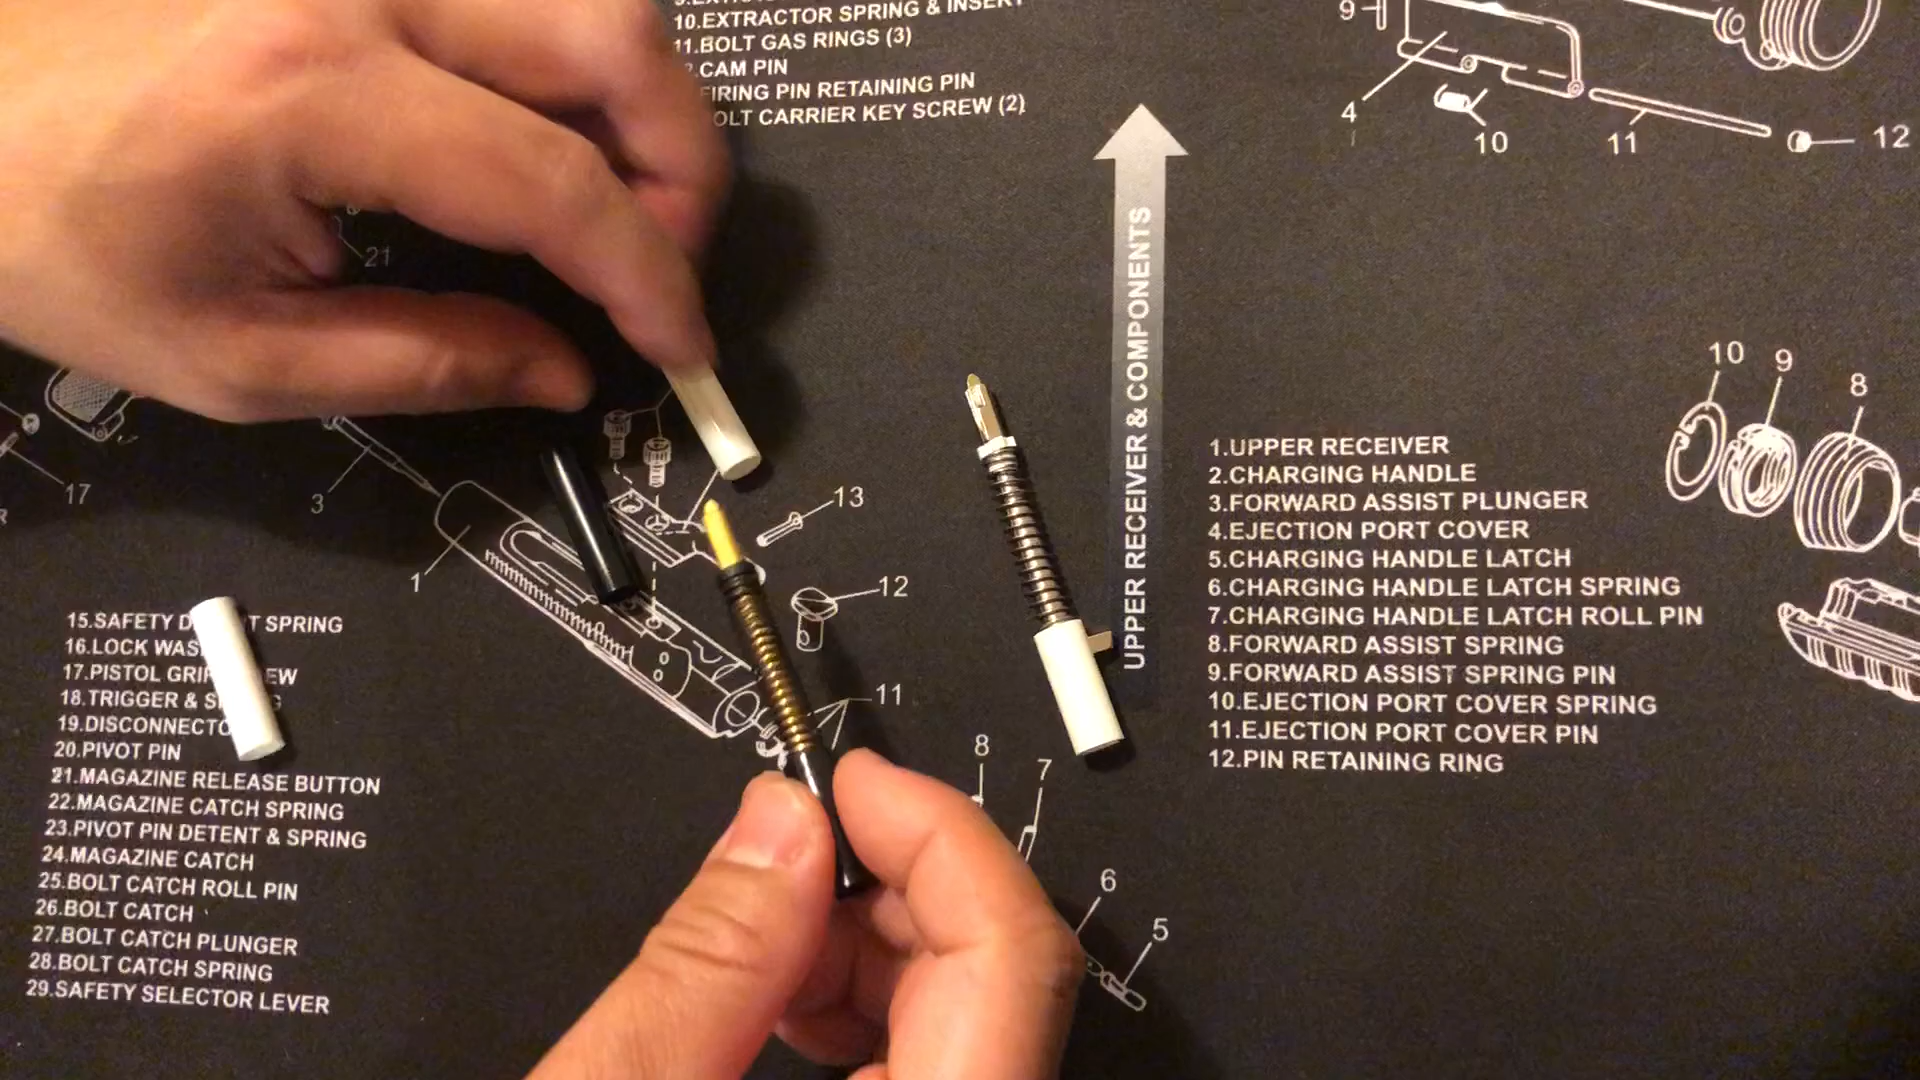 10.EXTRACTOR SPRING & INSERT
11.BOLT GAS RINGS (3)
CAM PIN
FIRING PIN RETAINING PIN
BOLT CARRIER KEY SCREW (2)
9
4
10
11
12
21
17
3
13
1
12
11
8
7
6
5
UPPER RECEIVER & COMPONENTS
10
9
8
1.UPPER RECEIVER
2.CHARGING HANDLE
3.FORWARD ASSIST PLUNGER
4.EJECTION PORT COVER
5.CHARGING HANDLE LATCH
6.CHARGING HANDLE LATCH SPRING
7.CHARGING HANDLE LATCH ROLL PIN
8.FORWARD ASSIST SPRING
9.FORWARD ASSIST SPRING PIN
10.EJECTION PORT COVER SPRING
11.EJECTION PORT COVER PIN
12.PIN RETAINING RING
15.SAFETY D T SPRING
16.LOCK WAS
17.PISTOL GRIP EW
18.TRIGGER & S G
19.DISCONNECTO
20.PIVOT PIN
21.MAGAZINE RELEASE BUTTON
22.MAGAZINE CATCH SPRING
23.PIVOT PIN DETENT & SPRING
24.MAGAZINE CATCH
25.BOLT CATCH ROLL PIN
26.BOLT CATCH
27.BOLT CATCH PLUNGER
28.BOLT CATCH SPRING
29.SAFETY SELECTOR LEVER